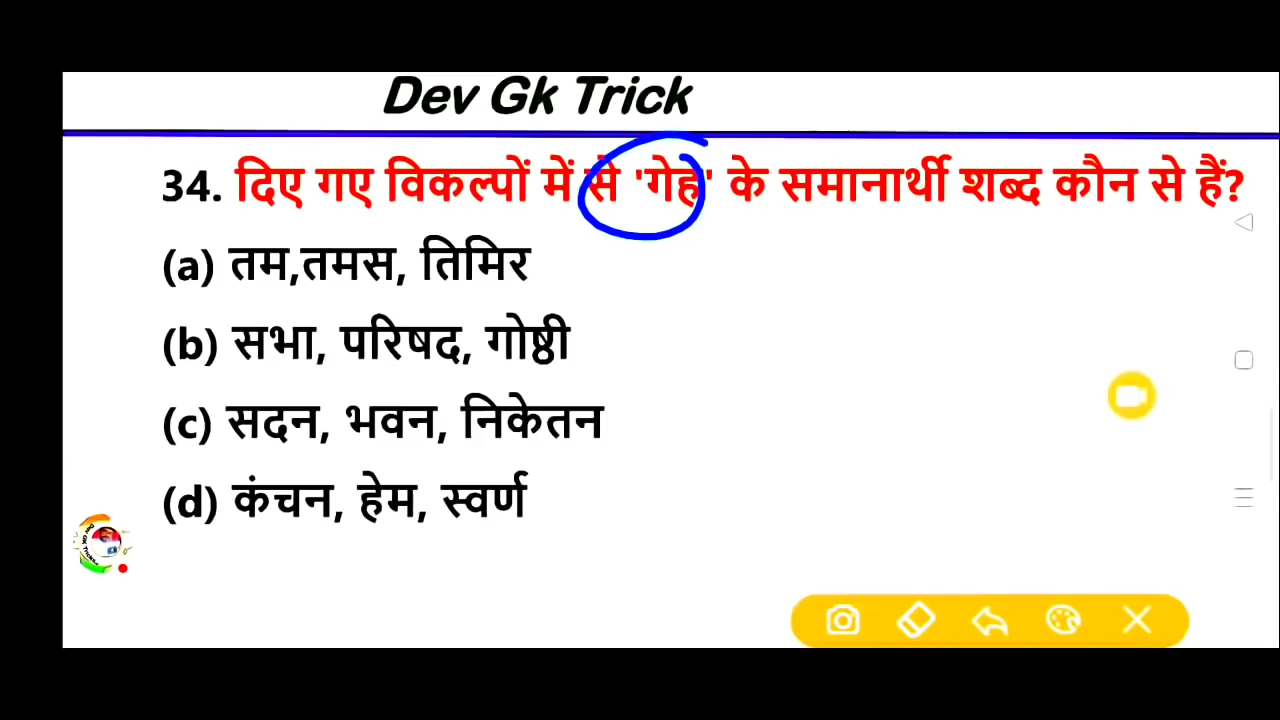 Dev Gk Trick
34. दिए गए विकल्पों में से 'गेह' के समानार्थी शब्द कौन से हैं?
(a) तम,तमस, तिमिर
(b) सभा, परिषद, गोष्ठी
(c) सदन, भवन, निकेतन
(d) कंचन, हेम, स्वर्ण